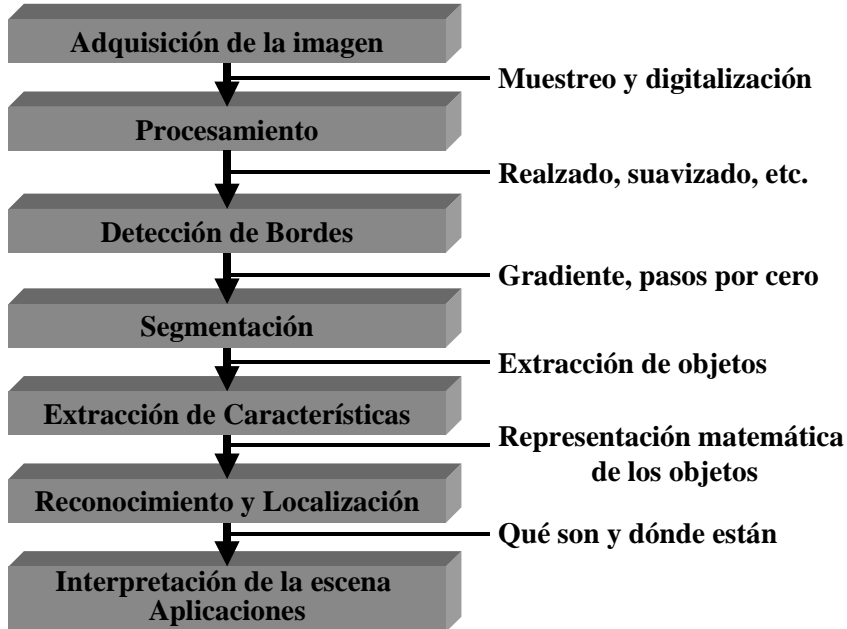 Adquisición de la imagen
Muestreo y digitalización
Procesamiento
Realzado, suavizado, etc.
Detección de Bordes
Gradiente, pasos por cero
Segmentación
Extracción de objetos
Extracción de Características
Representación matemática
de los objetos
Reconocimiento y Localización
Qué son y dónde están
Interpretación de la escena
Aplicaciones